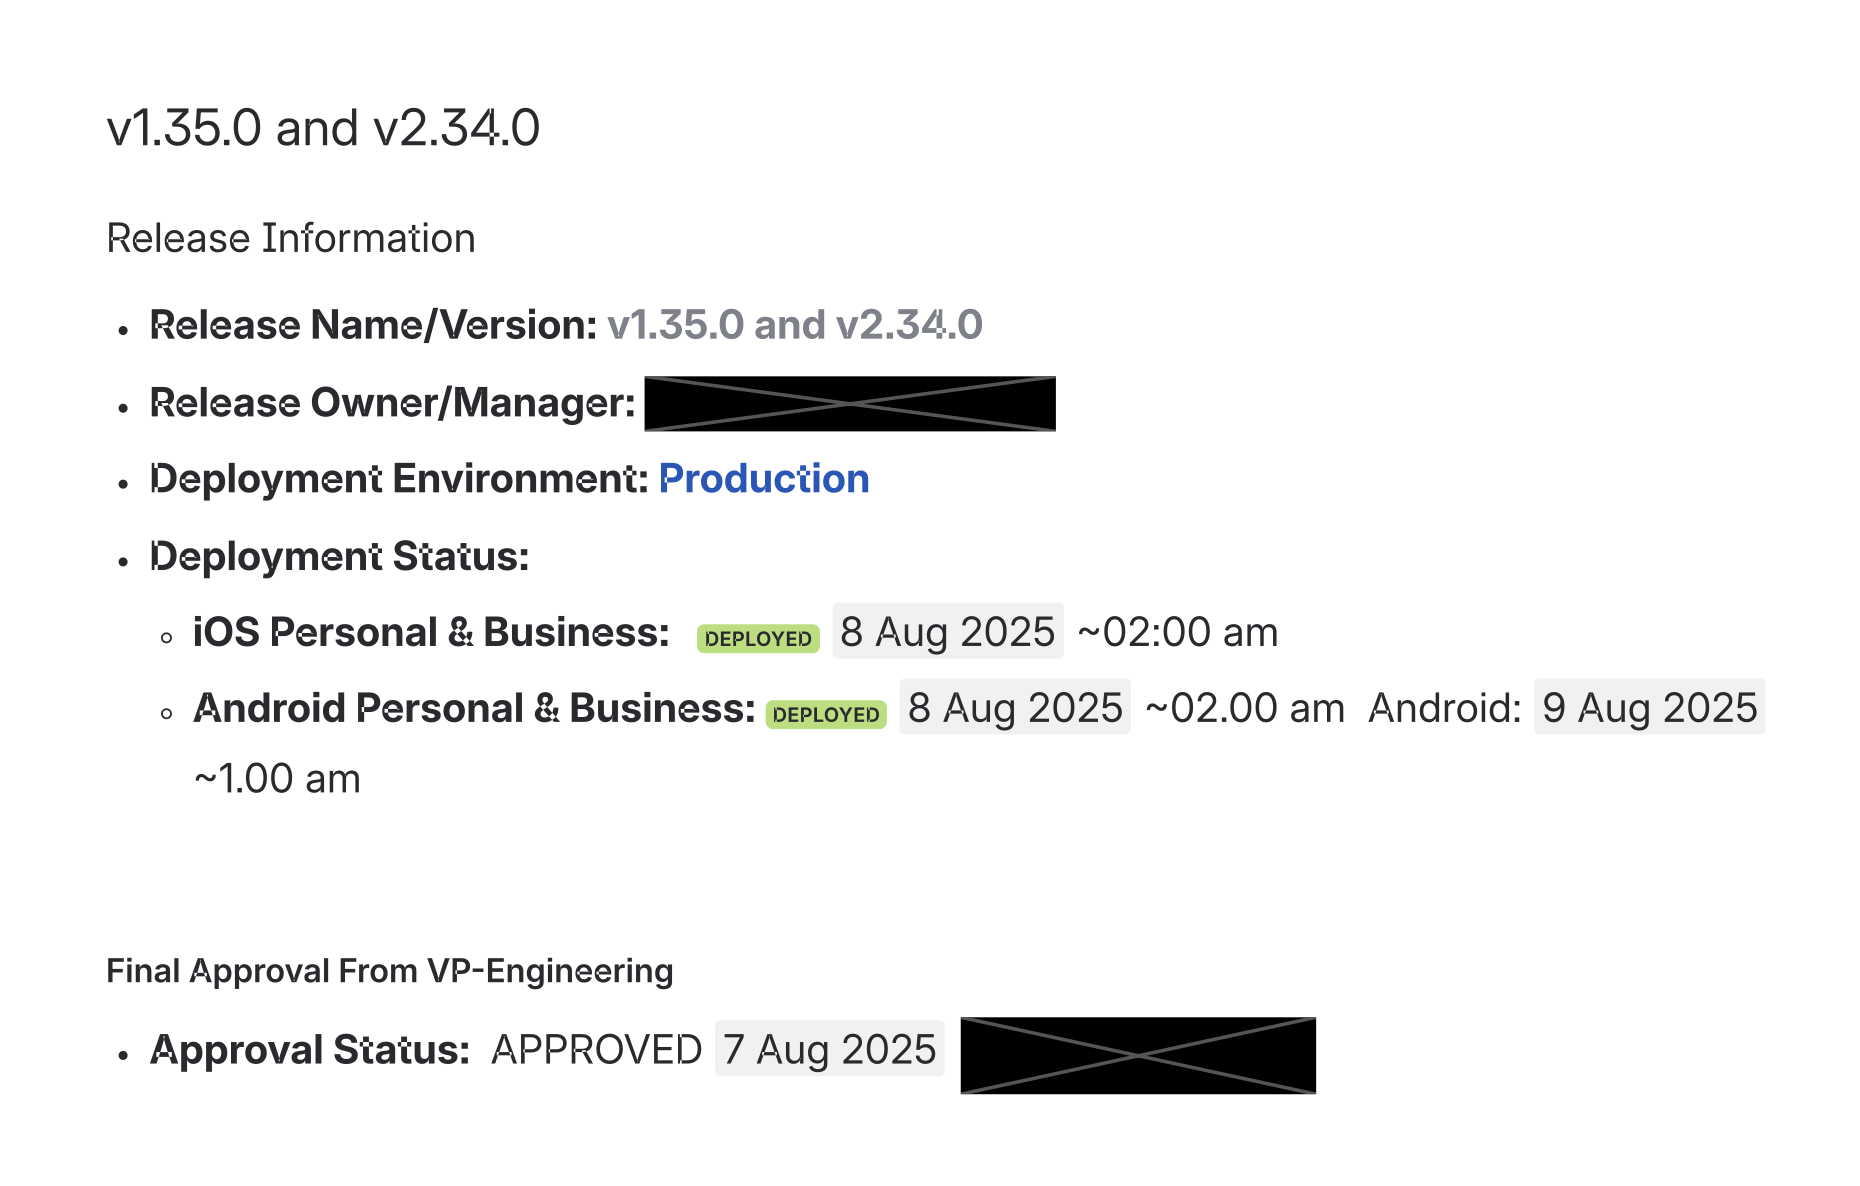 v1.35.0 and v2.34.0
Release Information
• Release Name/Version: v1.35.0 and v2.34.0
• Release Owner/Manager:
• Deployment Environment: Production
• Deployment Status:
◦ iOS Personal & Business: DEPLOYED 8 Aug 2025 ~02:00 am
◦ Android Personal & Business: DEPLOYED 8 Aug 2025 ~02.00 am Android: 9 Aug 2025
~1.00 am
Final Approval From VP-Engineering
• Approval Status: APPROVED 7 Aug 2025